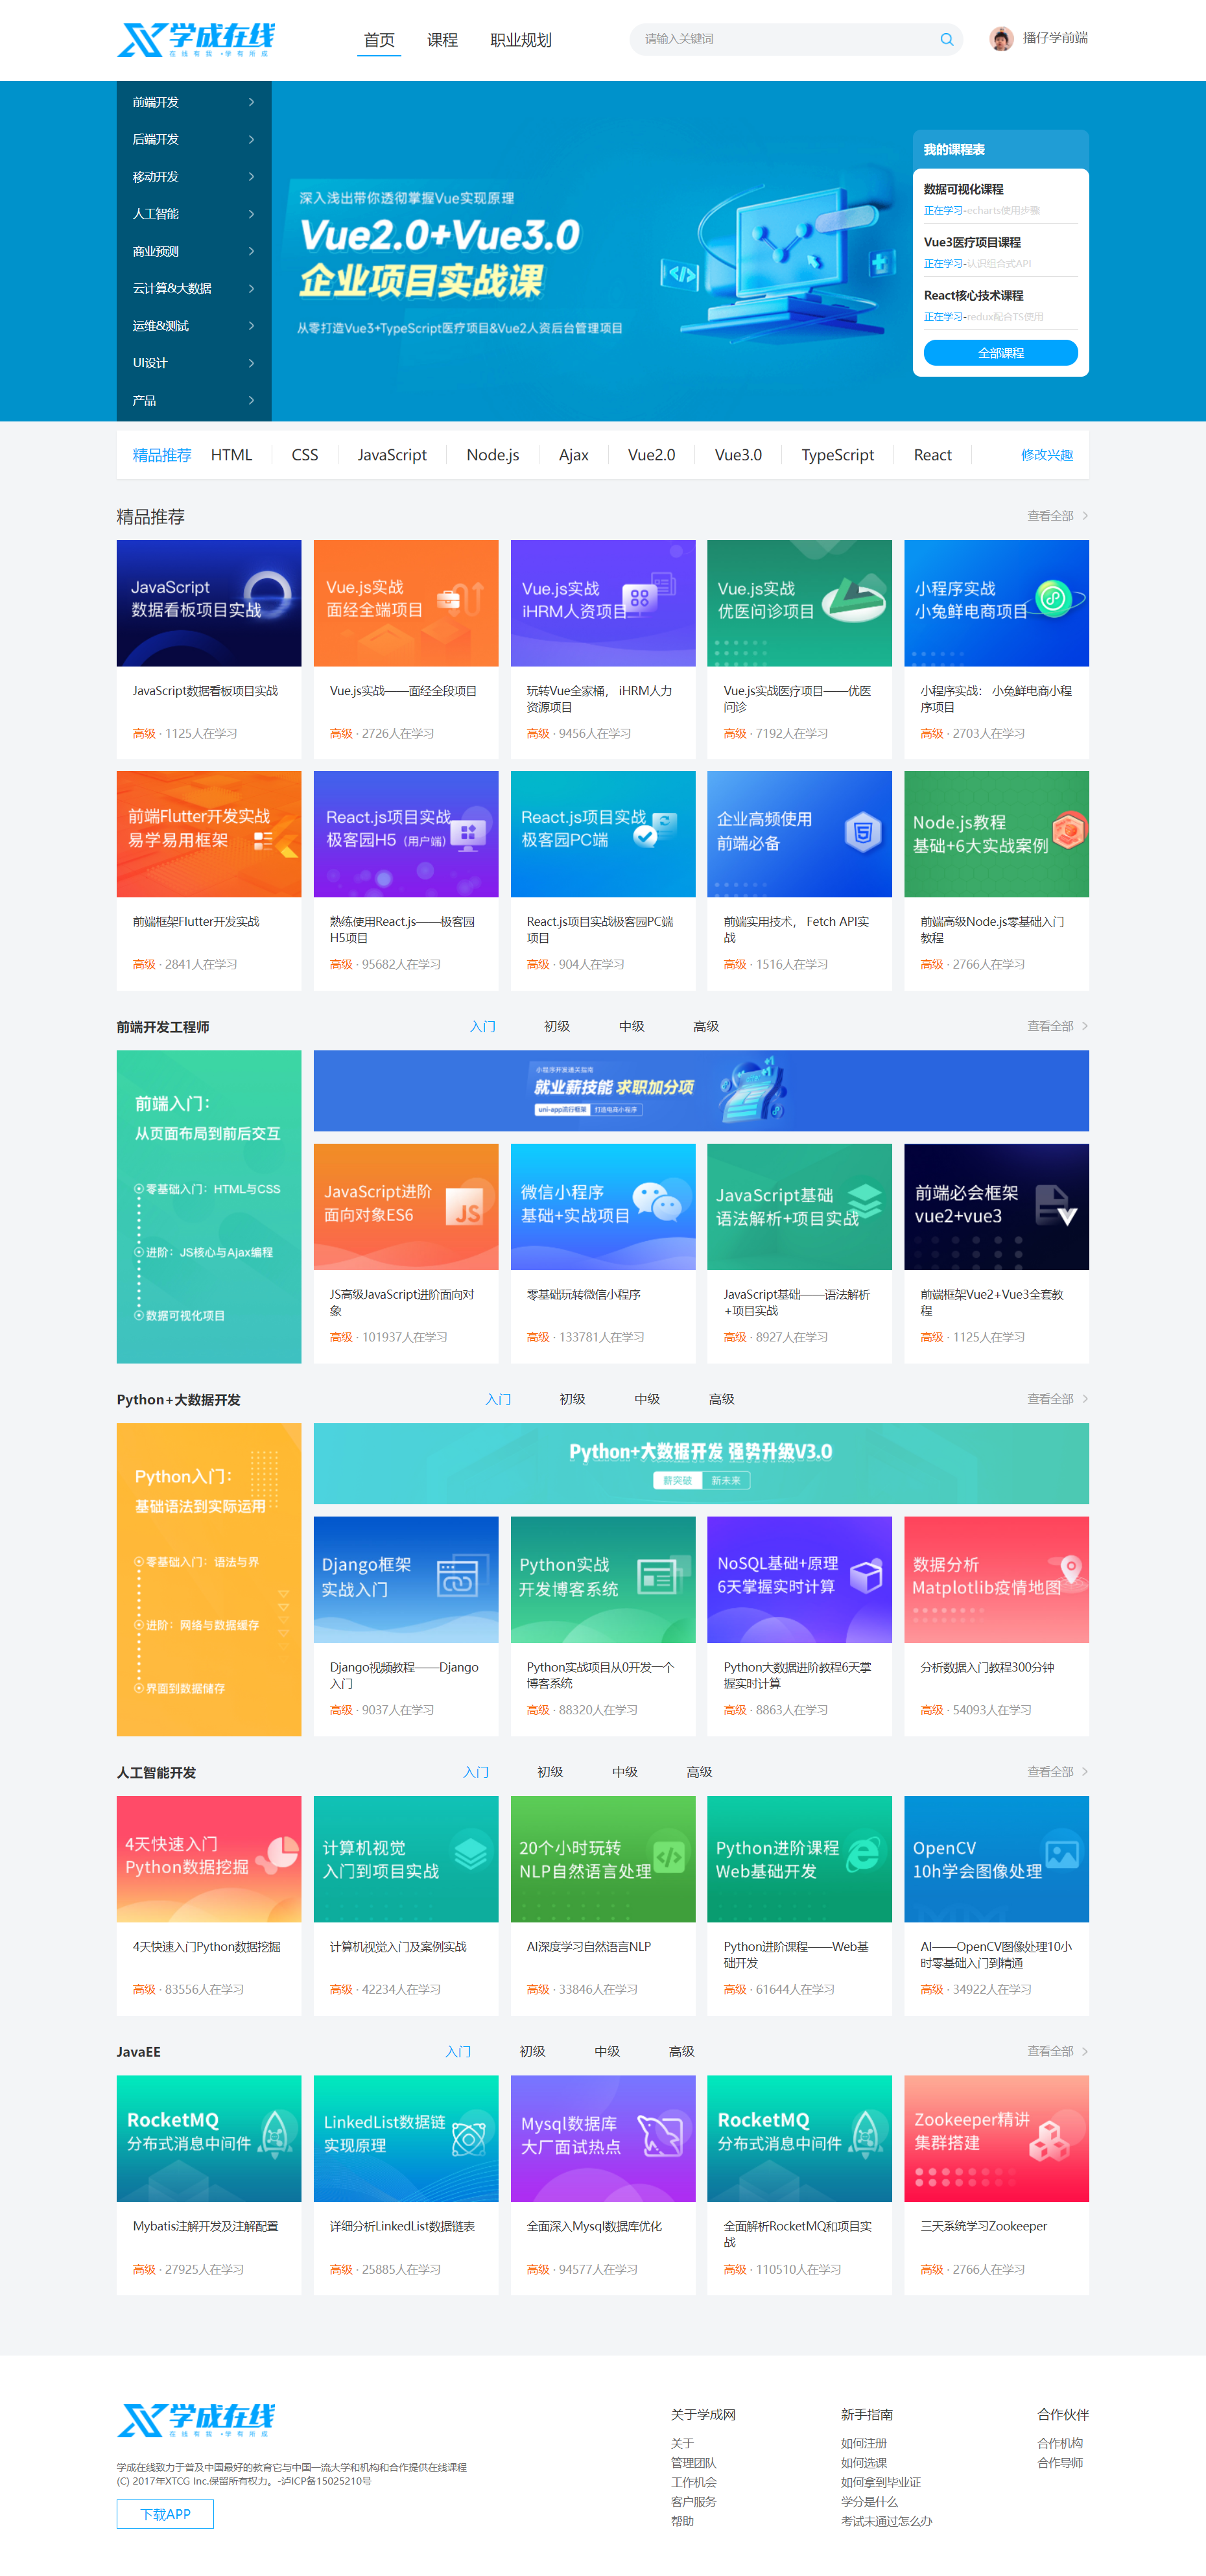 学成在线
在线有我·学有所成
首页 课程 职业规划
请输入关键词
播仔学前端
前端开发
后端开发
移动开发
人工智能
商业预测
云计算&大数据
运维&测试
UI设计
产品
深入浅出带你透彻掌握Vue实现原理
Vue2.0+Vue3.0
企业项目实战课
从零打造Vue3+TypeScript医疗项目&Vue2人资后台管理项目
我的课程表
数据可视化课程
正在学习-echarts使用步骤
Vue3医疗项目课程
正在学习-认识组合式API
React核心技术课程
正在学习-redux配合TS使用
全部课程
精品推荐 HTML CSS JavaScript Node.js Ajax Vue2.0 Vue3.0 TypeScript React 修改兴趣
精品推荐 查看全部
JavaScript
数据看板项目实战
JavaScript数据看板项目实战
高级 · 1125人在学习
Vue.js实战
面经全端项目
Vue.js实战——面经全段项目
高级 · 2726人在学习
Vue.js实战
iHRM人资项目
玩转Vue全家桶， iHRM人力
资源项目
高级 · 9456人在学习
Vue.js实战
优医问诊项目
Vue.js实战医疗项目——优医
问诊
高级 · 7192人在学习
小程序实战
小兔鲜电商项目
小程序实战： 小兔鲜电商小程
序项目
高级 · 2703人在学习
前端Flutter开发实战
易学易用框架
前端框架Flutter开发实战
高级 · 2841人在学习
React.js项目实战
极客园H5（用户端）
熟练使用React.js——极客园
H5项目
高级 · 95682人在学习
React.js项目实战
极客园PC端
React.js项目实战极客园PC端
项目
高级 · 904人在学习
企业高频使用
前端必备
前端实用技术， Fetch API实
战
高级 · 1516人在学习
Node.js教程
基础+6大实战案例
前端高级Node.js零基础入门
教程
高级 · 2766人在学习
前端开发工程师 入门 初级 中级 高级 查看全部
前端入门：
从页面布局到前后交互
零基础入门：HTML与CSS
进阶：JS核心与Ajax编程
数据可视化项目
小程序开发通关指南
就业薪技能 求职加分项
uni-app流行框架 打造电商小程序
JavaScript进阶
面向对象ES6
JS
JS高级JavaScript进阶面向对
象
高级 · 101937人在学习
微信小程序
基础+实战项目
零基础玩转微信小程序
高级 · 133781人在学习
JavaScript基础
语法解析+项目实战
JavaScript基础——语法解析
+项目实战
高级 · 8927人在学习
前端必会框架
vue2+vue3
前端框架Vue2+Vue3全套教
程
高级 · 1125人在学习
Python+大数据开发 入门 初级 中级 高级 查看全部
Python入门：
基础语法到实际运用
零基础入门：语法与界
进阶：网络与数据缓存
界面到数据储存
Python+大数据开发 强势升级V3.0
薪突破 新未来
Django框架
实战入门
Django视频教程——Django
入门
高级 · 9037人在学习
Python实战
开发博客系统
Python实战项目从0开发一个
博客系统
高级 · 88320人在学习
NoSQL基础+原理
6天掌握实时计算
Python大数据进阶教程6天掌
握实时计算
高级 · 8863人在学习
数据分析
Matplotlib疫情地图
分析数据入门教程300分钟
高级 · 54093人在学习
人工智能开发 入门 初级 中级 高级 查看全部
4天快速入门
Python数据挖掘
4天快速入门Python数据挖掘
高级 · 83556人在学习
计算机视觉
入门到项目实战
计算机视觉入门及案例实战
高级 · 42234人在学习
20个小时玩转
NLP自然语言处理
AI深度学习自然语言NLP
高级 · 33846人在学习
Python进阶课程
Web基础开发
Python进阶课程——Web基
础开发
高级 · 61644人在学习
OpenCV
10h学会图像处理
AI——OpenCV图像处理10小
时零基础入门到精通
高级 · 34922人在学习
JavaEE 入门 初级 中级 高级 查看全部
RocketMQ
分布式消息中间件
Mybatis注解开发及注解配置
高级 · 27925人在学习
LinkedList数据链
实现原理
详细分析LinkedList数据链表
高级 · 25885人在学习
Mysql数据库
大厂面试热点
全面深入Mysql数据库优化
高级 · 94577人在学习
RocketMQ
分布式消息中间件
全面解析RocketMQ和项目实
战
高级 · 110510人在学习
Zookeeper精讲
集群搭建
三天系统学习Zookeeper
高级 · 2766人在学习
学成在线
在线有我·学有所成
学成在线致力于普及中国最好的教育它与中国一流大学和机构和合作提供在线课程
(C) 2017年XTCG Inc.保留所有权力。-泸ICP备15025210号
下载APP
关于学成网
关于
管理团队
工作机会
客户服务
帮助
新手指南
如何注册
如何选课
如何拿到毕业证
学分是什么
考试未通过怎么办
合作伙伴
合作机构
合作导师